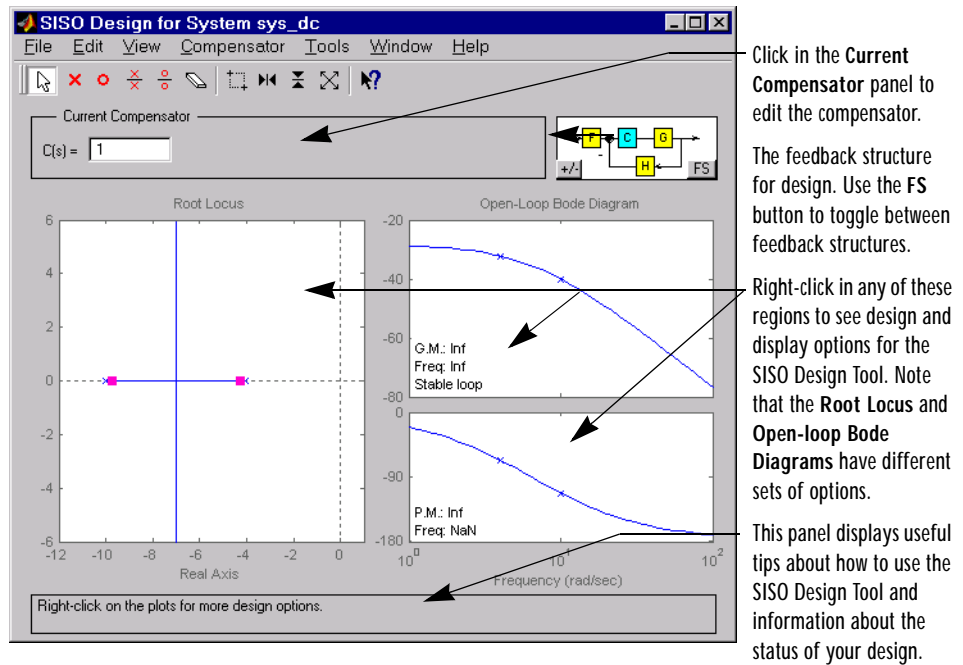 SISO Design for System sys_dc
File Edit View Compensator Tools Window Help
Current Compensator
C(s) = 1
F C G
H
+/- FS
Root Locus
6
4
2
0
-2
-4
-6
-12 -10 -8 -6 -4 -2 0
Real Axis
Open-Loop Bode Diagram
-20
-40
-60
-80
G.M.: Inf
Freq: Inf
Stable loop
0
-90
-180
P.M.: Inf
Freq: NaN
10^0 10^1 10^2
Frequency (rad/sec)
Right-click on the plots for more design options.
Click in the Current
Compensator panel to
edit the compensator.
The feedback structure
for design. Use the FS
button to toggle between
feedback structures.
Right-click in any of these
regions to see design and
display options for the
SISO Design Tool. Note
that the Root Locus and
Open-loop Bode
Diagrams have different
sets of options.
This panel displays useful
tips about how to use the
SISO Design Tool and
information about the
status of your design.